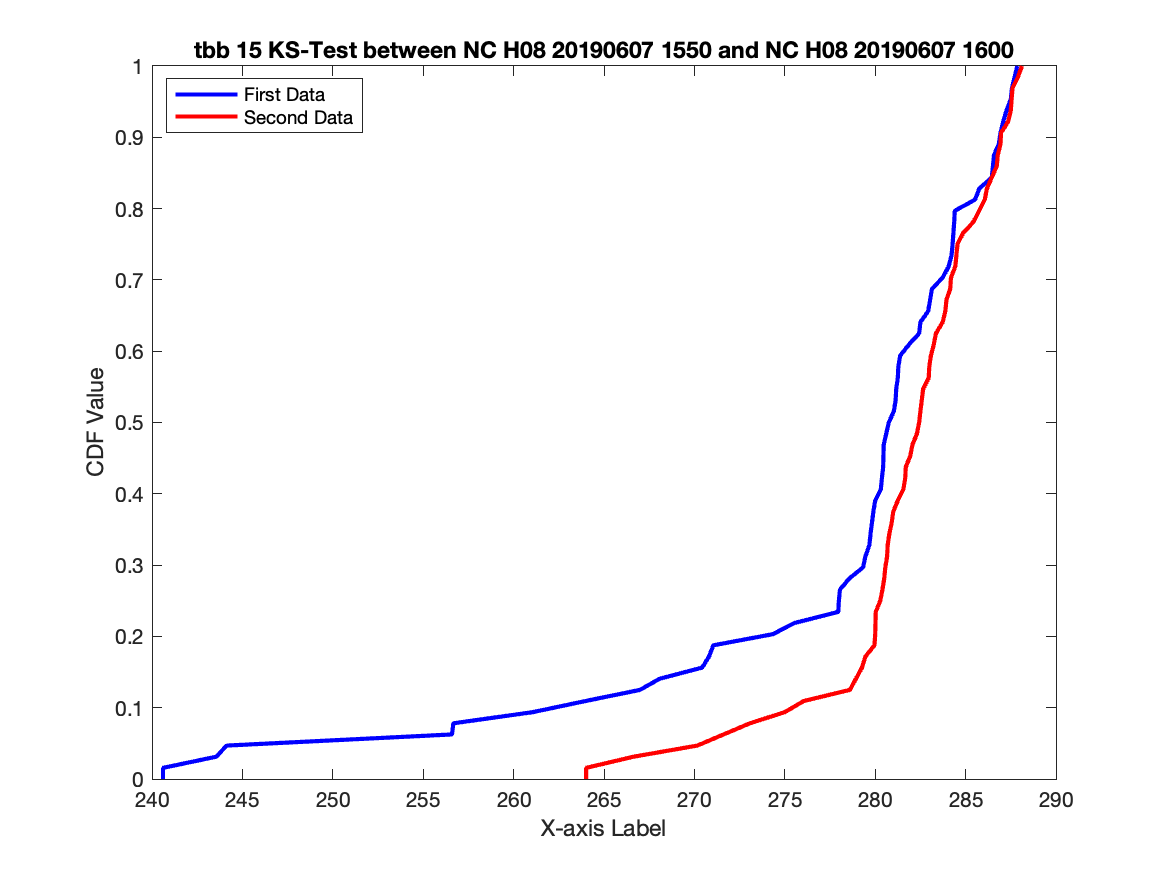 tbb 15 KS-Test between NC H08 20190607 1550 and NC H08 20190607 1600
First Data
Second Data
CDF Value
1
0.9
0.8
0.7
0.6
0.5
0.4
0.3
0.2
0.1
0
240 245 250 255 260 265 270 275 280 285 290
X-axis Label